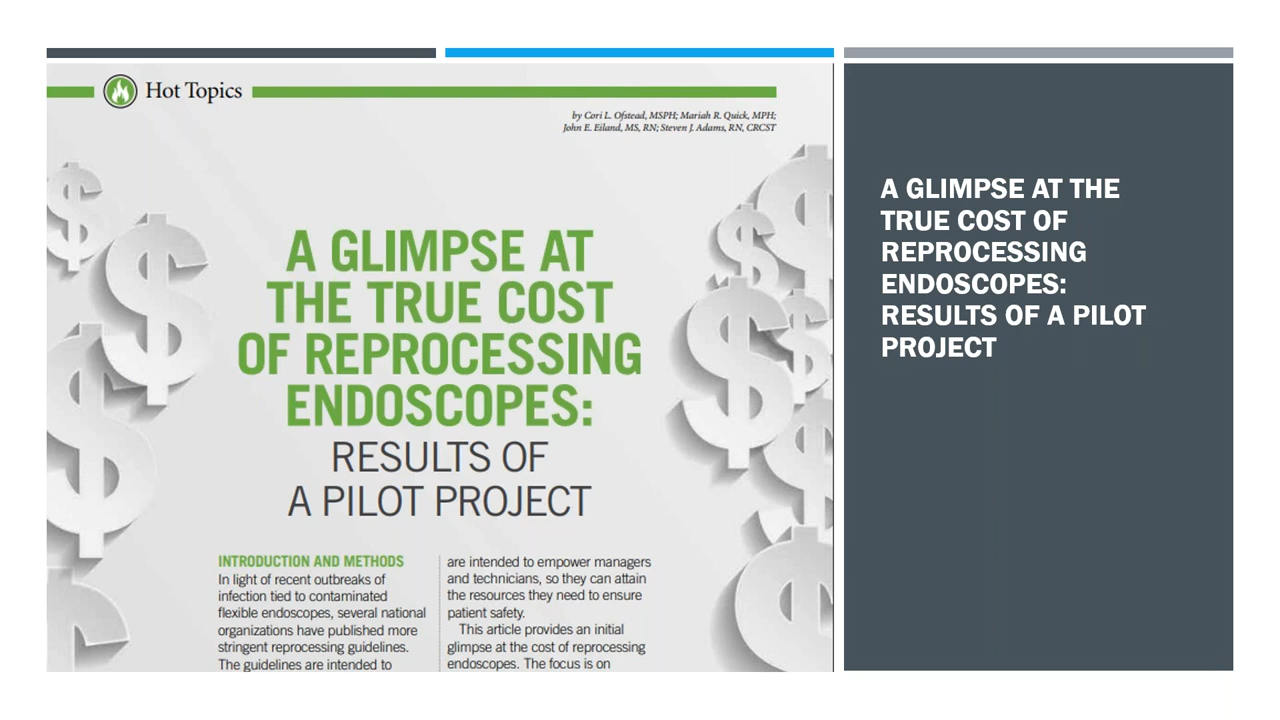 Hot Topics
by Cori L. Ofstead, MSPH; Mariah R. Quick, MPH;
John E. Eiland, MS, RN; Steven J. Adams, RN, CRCST
A GLIMPSE AT
THE TRUE COST
OF REPROCESSING
ENDOSCOPES:
RESULTS OF
A PILOT PROJECT
INTRODUCTION AND METHODS
In light of recent outbreaks of
infection tied to contaminated
flexible endoscopes, several national
organizations have published more
stringent reprocessing guidelines.
The guidelines are intended to
are intended to empower managers
and technicians, so they can attain
the resources they need to ensure
patient safety.
This article provides an initial
glimpse at the cost of reprocessing
endoscopes. The focus is on
A GLIMPSE AT THE
TRUE COST OF
REPROCESSING
ENDOSCOPES:
RESULTS OF A PILOT
PROJECT